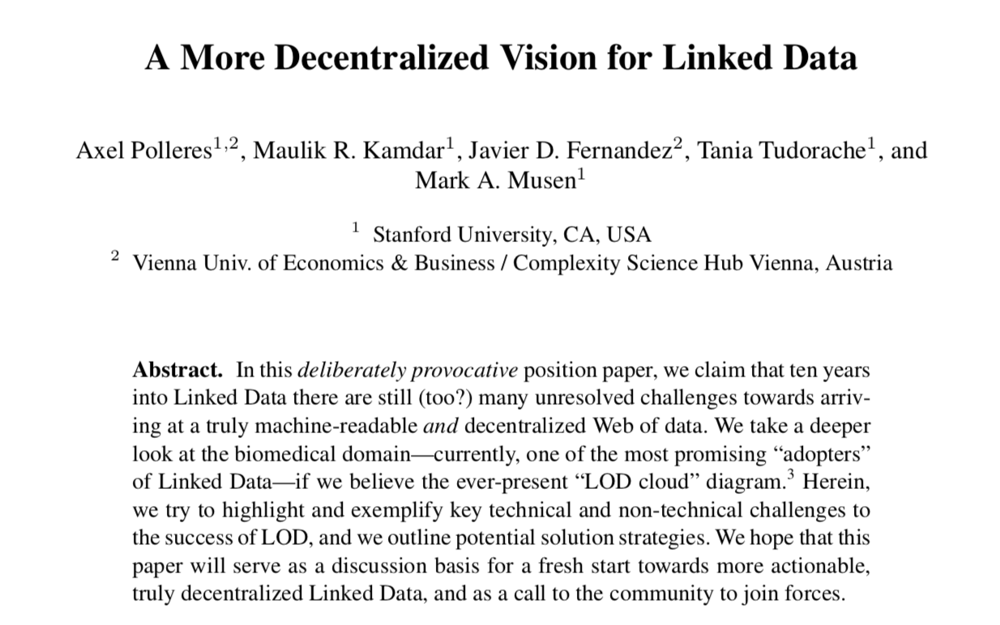 A More Decentralized Vision for Linked Data
Axel Polleres1,2, Maulik R. Kamdar1, Javier D. Fernandez2, Tania Tudorache1, and
Mark A. Musen1
1 Stanford University, CA, USA
2 Vienna Univ. of Economics & Business / Complexity Science Hub Vienna, Austria
Abstract. In this deliberately provocative position paper, we claim that ten years
into Linked Data there are still (too?) many unresolved challenges towards arriv-
ing at a truly machine-readable and decentralized Web of data. We take a deeper
look at the biomedical domain—currently, one of the most promising “adopters”
of Linked Data—if we believe the ever-present “LOD cloud” diagram.3 Herein,
we try to highlight and exemplify key technical and non-technical challenges to
the success of LOD, and we outline potential solution strategies. We hope that this
paper will serve as a discussion basis for a fresh start towards more actionable,
truly decentralized Linked Data, and as a call to the community to join forces.